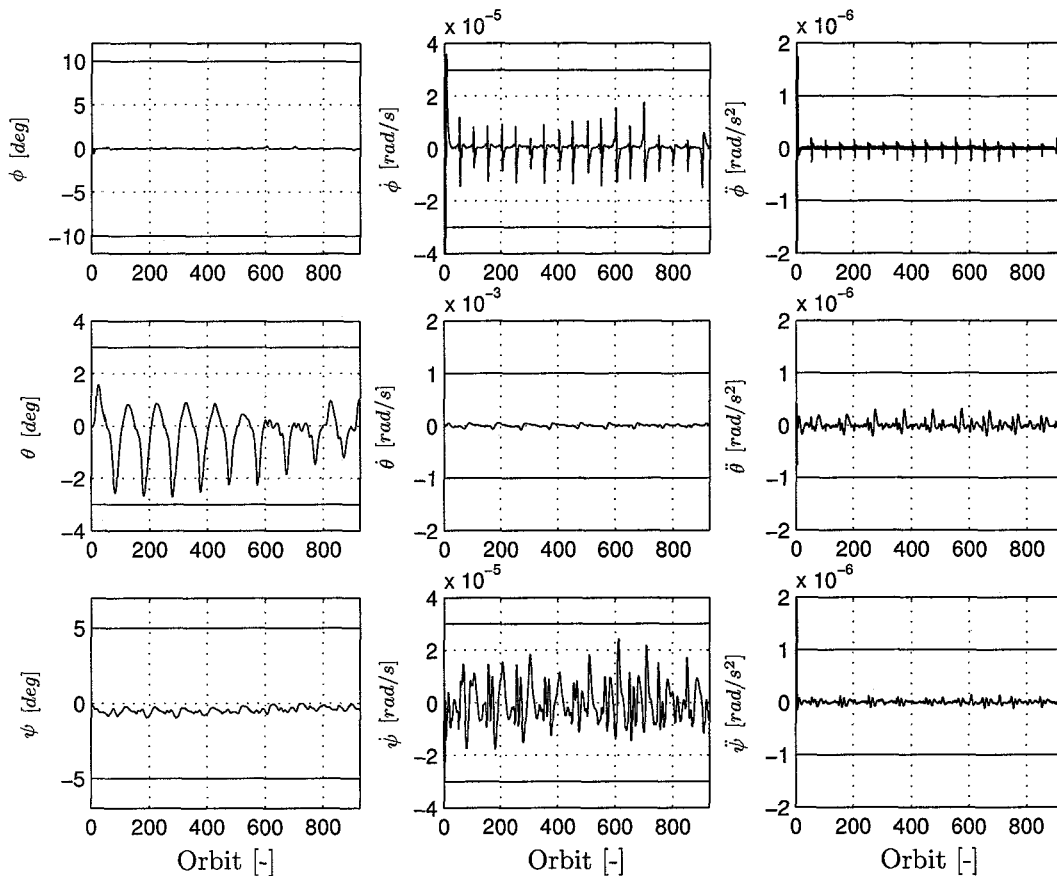 x 10⁻⁵
x 10⁻⁶
10
5
0
−5
−10
ϕ [deg]
0 200 400 600 800
4
2
0
−2
−4
ϕ̇ [rad/s]
0 200 400 600 800
2
1
0
−1
−2
ϕ̈ [rad/s²]
0 200 400 600 800
x 10⁻³
x 10⁻⁶
4
2
0
−2
−4
θ [deg]
0 200 400 600 800
2
1
0
−1
−2
θ̇ [rad/s]
0 200 400 600 800
2
1
0
−1
−2
θ̈ [rad/s²]
0 200 400 600 800
x 10⁻⁵
x 10⁻⁶
5
0
−5
ψ [deg]
0 200 400 600 800
Orbit [-]
4
2
0
−2
−4
ψ̇ [rad/s]
0 200 400 600 800
Orbit [-]
2
1
0
−1
−2
ψ̈ [rad/s²]
0 200 400 600 800
Orbit [-]